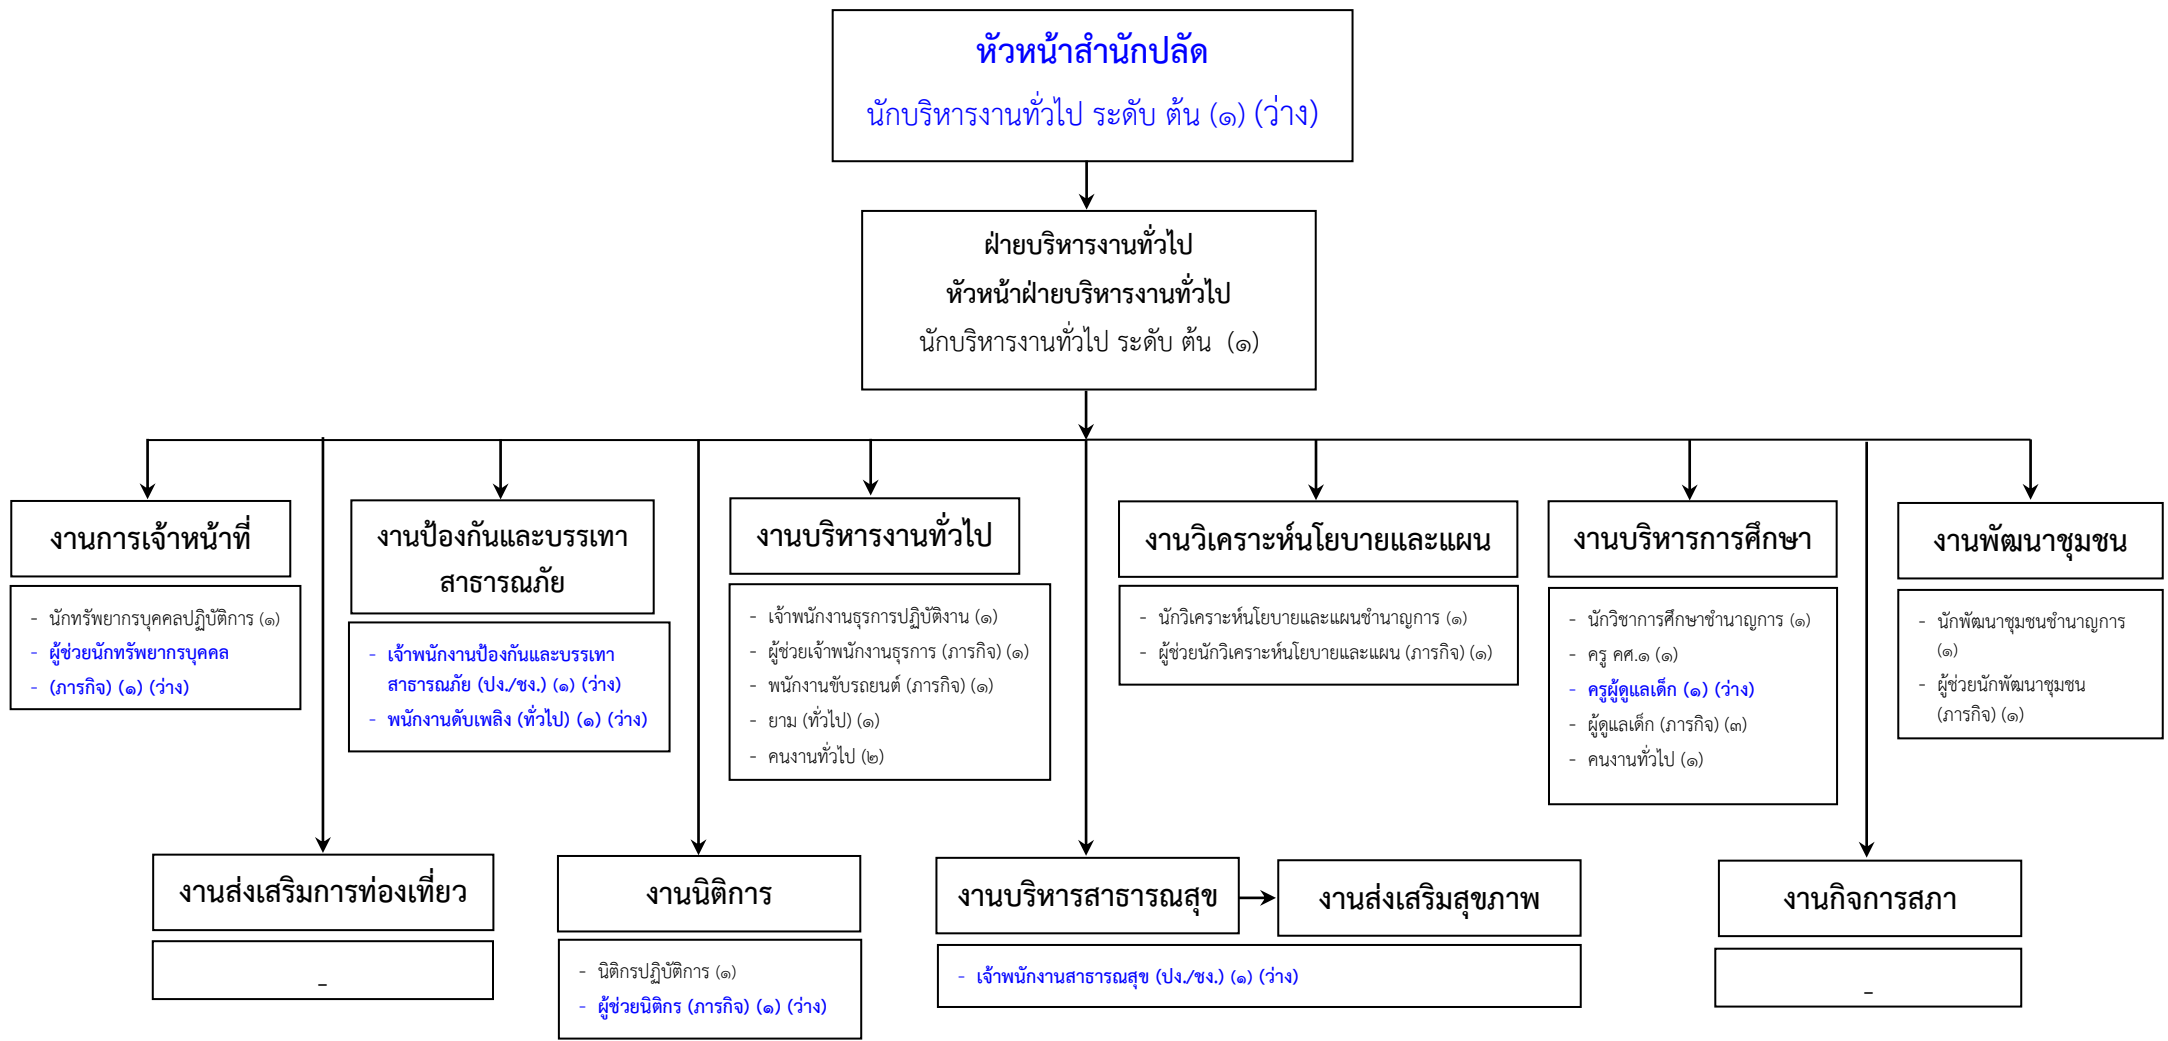 หัวหน้าสำนักปลัด
นักบริหารงานทั่วไป ระดับ ต้น (๑) (ว่าง)
ฝ่ายบริหารงานทั่วไป
หัวหน้าฝ่ายบริหารงานทั่วไป
นักบริหารงานทั่วไป ระดับ ต้น (๑)
งานการเจ้าหน้าที่
- นักทรัพยากรบุคคลปฏิบัติการ (๑)
- ผู้ช่วยนักทรัพยากรบุคคล
- (ภารกิจ) (๑) (ว่าง)
งานป้องกันและบรรเทา
สาธารณภัย
- เจ้าพนักงานป้องกันและบรรเทา
สาธารณภัย (ปง./ชง.) (๑) (ว่าง)
- พนักงานดับเพลิง (ทั่วไป) (๑) (ว่าง)
งานบริหารงานทั่วไป
- เจ้าพนักงานธุรการปฏิบัติงาน (๑)
- ผู้ช่วยเจ้าพนักงานธุรการ (ภารกิจ) (๑)
- พนักงานขับรถยนต์ (ภารกิจ) (๑)
- ยาม (ทั่วไป) (๑)
- คนงานทั่วไป (๒)
งานวิเคราะห์นโยบายและแผน
- นักวิเคราะห์นโยบายและแผนชำนาญการ (๑)
- ผู้ช่วยนักวิเคราะห์นโยบายและแผน (ภารกิจ) (๑)
งานบริหารการศึกษา
- นักวิชาการศึกษาชำนาญการ (๑)
- ครู คศ.๑ (๑)
- ครูผู้ดูแลเด็ก (๑) (ว่าง)
- ผู้ดูแลเด็ก (ภารกิจ) (๓)
- คนงานทั่วไป (๑)
งานพัฒนาชุมชน
- นักพัฒนาชุมชนชำนาญการ
(๑)
- ผู้ช่วยนักพัฒนาชุมชน
(ภารกิจ) (๑)
งานส่งเสริมการท่องเที่ยว
-
งานนิติการ
- นิติกรปฏิบัติการ (๑)
- ผู้ช่วยนิติกร (ภารกิจ) (๑) (ว่าง)
งานบริหารสาธารณสุข
งานส่งเสริมสุขภาพ
- เจ้าพนักงานสาธารณสุข (ปง./ชง.) (๑) (ว่าง)
งานกิจการสภา
-